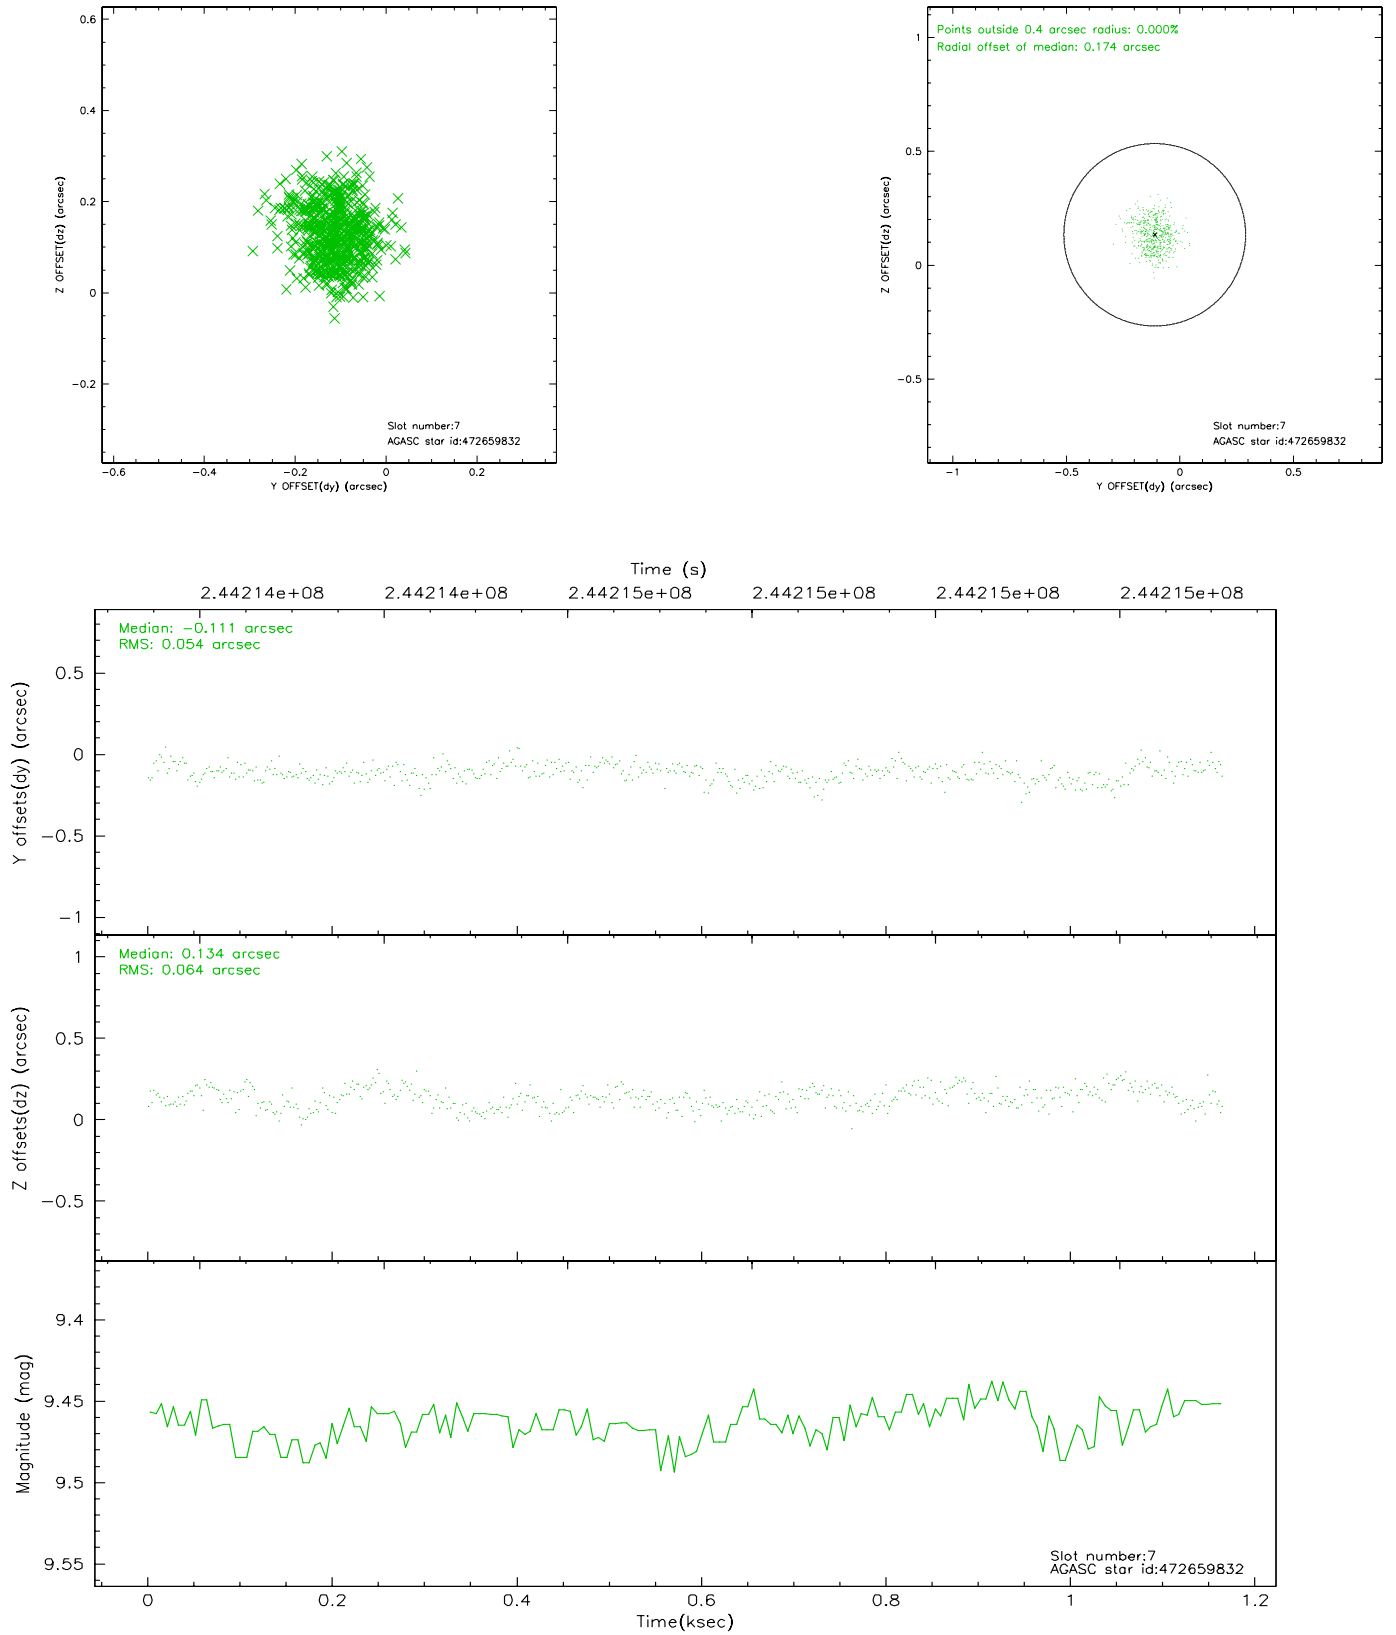 0.6
0.4
0.2
0
−0.2
Z OFFSET(dz) (arcsec)
Slot number:7
AGASC star id:472659832
−0.6 −0.4 −0.2 0 0.2
Y OFFSET(dy) (arcsec)
Points outside 0.4 arcsec radius: 0.000%
Radial offset of median: 0.174 arcsec
1
0.5
0
−0.5
Z OFFSET(dz) (arcsec)
Slot number:7
AGASC star id:472659832
−1 −0.5 0 0.5
Y OFFSET(dy) (arcsec)
Time (s)
2.44214e+08 2.44214e+08 2.44215e+08 2.44215e+08 2.44215e+08 2.44215e+08
Median: −0.111 arcsec
RMS: 0.054 arcsec
0.5
0
−0.5
−1
Y offsets(dy) (arcsec)
Median: 0.134 arcsec
RMS: 0.064 arcsec
1
0.5
0
−0.5
Z offsets(dz) (arcsec)
9.4
9.45
9.5
9.55
Magnitude (mag)
Slot number:7
AGASC star id:472659832
0 0.2 0.4 0.6 0.8 1 1.2
Time(ksec)